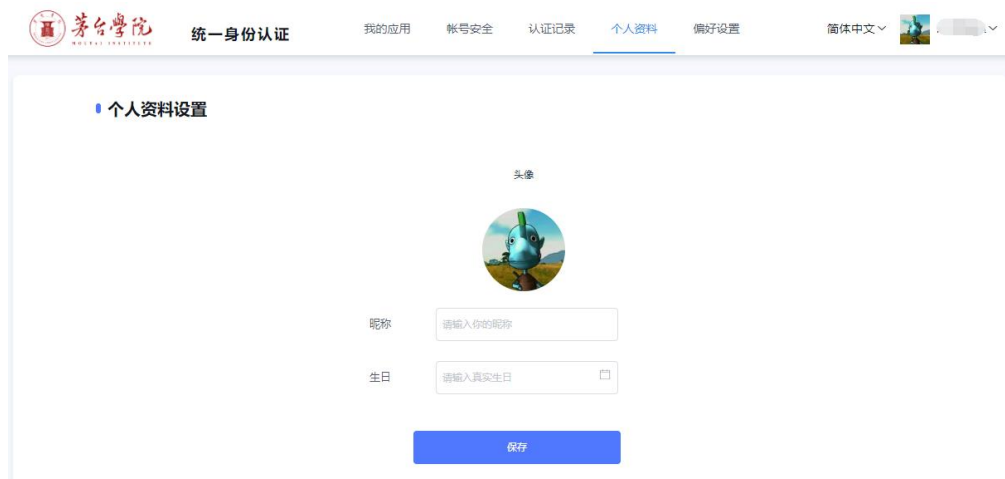 茅台學院
MOUTAI INSTITUTE
统一身份认证
我的应用
帐号安全
认证记录
个人资料
偏好设置
简体中文
个人资料设置
头像
昵称
请输入你的昵称
生日
请输入真实生日
保存